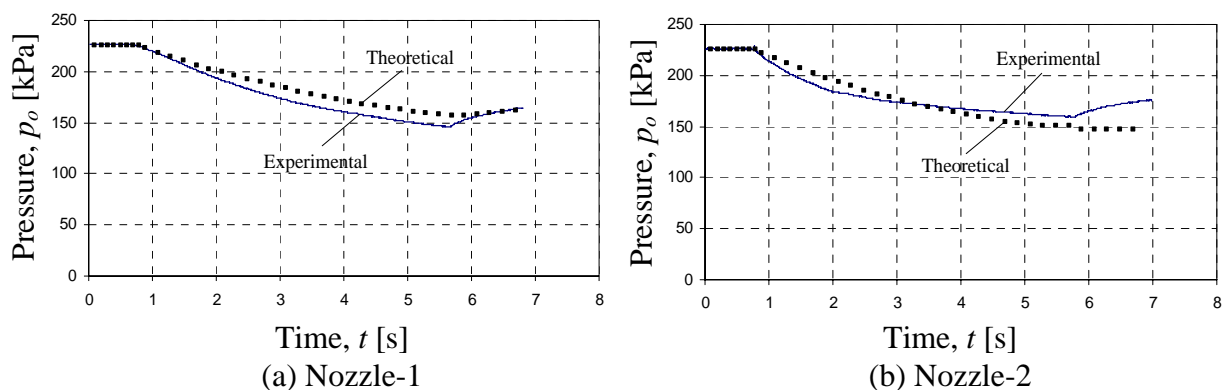 250
200
150
100
50
0
Pressure, pₒ [kPa]
Theoretical
Experimental
0 1 2 3 4 5 6 7 8
Time, t [s]
(a) Nozzle-1
250
200
150
100
50
0
Pressure, pₒ [kPa]
Experimental
Theoretical
0 1 2 3 4 5 6 7 8
Time, t [s]
(b) Nozzle-2